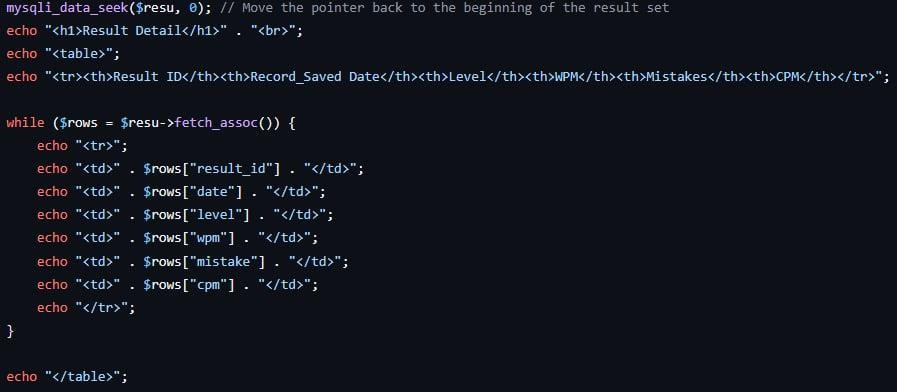 mysqli_data_seek($resu, 0); // Move the pointer back to the beginning of the result set
echo "<h1>Result Detail</h1>" . "<br>";
echo "<table>";
echo "<tr><th>Result ID</th><th>Record_Saved Date</th><th>Level</th><th>WPM</th><th>Mistakes</th><th>CPM</th></tr>";
while ($rows = $resu->fetch_assoc()) {
echo "<tr>";
echo "<td>" . $rows["result_id"] . "</td>";
echo "<td>" . $rows["date"] . "</td>";
echo "<td>" . $rows["level"] . "</td>";
echo "<td>" . $rows["wpm"] . "</td>";
echo "<td>" . $rows["mistake"] . "</td>";
echo "<td>" . $rows["cpm"] . "</td>";
echo "</tr>";
}
echo "</table>";